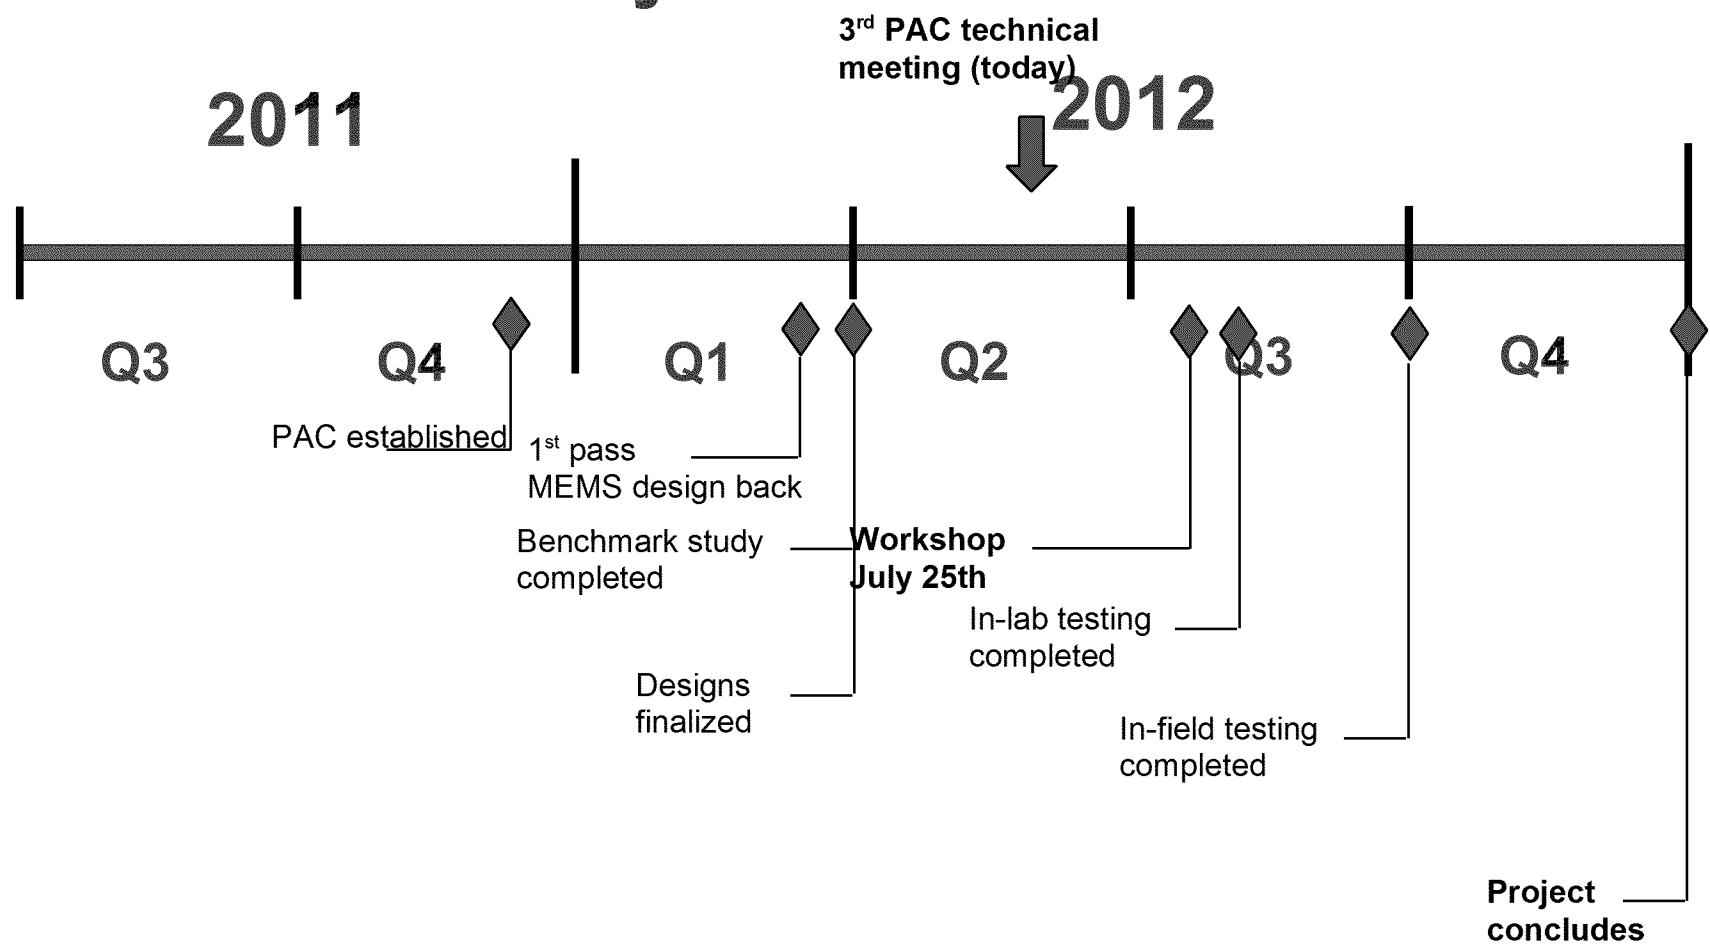 3rd PAC technical
meeting (today)
2011
2012
Q3
Q4
Q1
Q2
Q3
Q4
PAC established
1st pass
MEMS design back
Benchmark study
completed
Workshop
July 25th
In-lab testing
completed
Designs
finalized
In-field testing
completed
Project
concludes